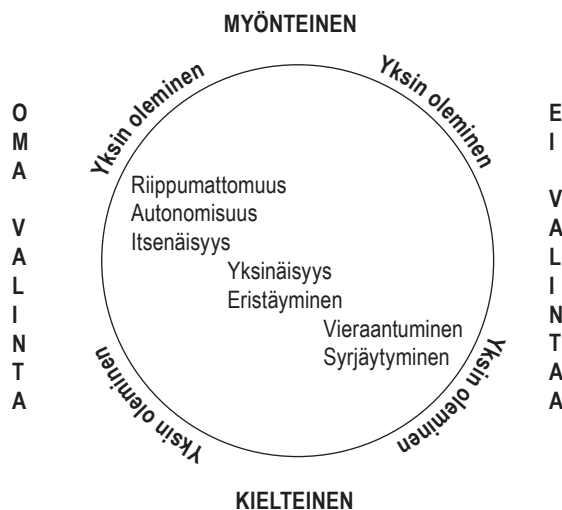 MYÖNTEINEN
Yksin oleminen
Yksin oleminen
OMA VALINTA
EI VALINTAA
Riippumattomuus
Autonomisuus
Itsenäisyys
Yksinäisyys
Eristäyminen
Vieraantuminen
Syrjäytyminen
Yksin oleminen
Yksin oleminen
KIELTEINEN